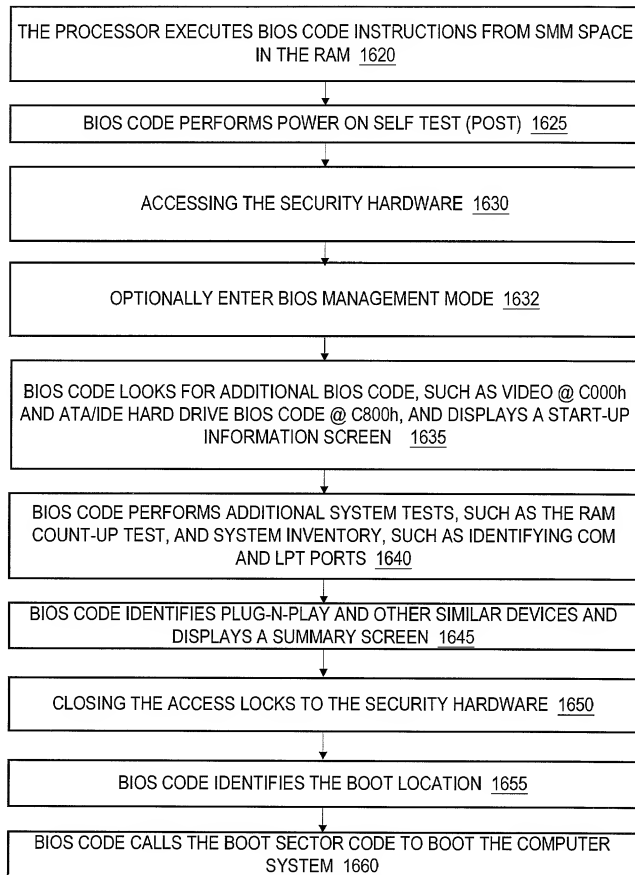 THE PROCESSOR EXECUTES BIOS CODE INSTRUCTIONS FROM SMM SPACE
IN THE RAM 1620
BIOS CODE PERFORMS POWER ON SELF TEST (POST) 1625
ACCESSING THE SECURITY HARDWARE 1630
OPTIONALLY ENTER BIOS MANAGEMENT MODE 1632
BIOS CODE LOOKS FOR ADDITIONAL BIOS CODE, SUCH AS VIDEO @ C000h
AND ATA/IDE HARD DRIVE BIOS CODE @ C800h, AND DISPLAYS A START-UP
INFORMATION SCREEN 1635
BIOS CODE PERFORMS ADDITIONAL SYSTEM TESTS, SUCH AS THE RAM
COUNT-UP TEST, AND SYSTEM INVENTORY, SUCH AS IDENTIFYING COM
AND LPT PORTS 1640
BIOS CODE IDENTIFIES PLUG-N-PLAY AND OTHER SIMILAR DEVICES AND
DISPLAYS A SUMMARY SCREEN 1645
CLOSING THE ACCESS LOCKS TO THE SECURITY HARDWARE 1650
BIOS CODE IDENTIFIES THE BOOT LOCATION 1655
BIOS CODE CALLS THE BOOT SECTOR CODE TO BOOT THE COMPUTER
SYSTEM 1660